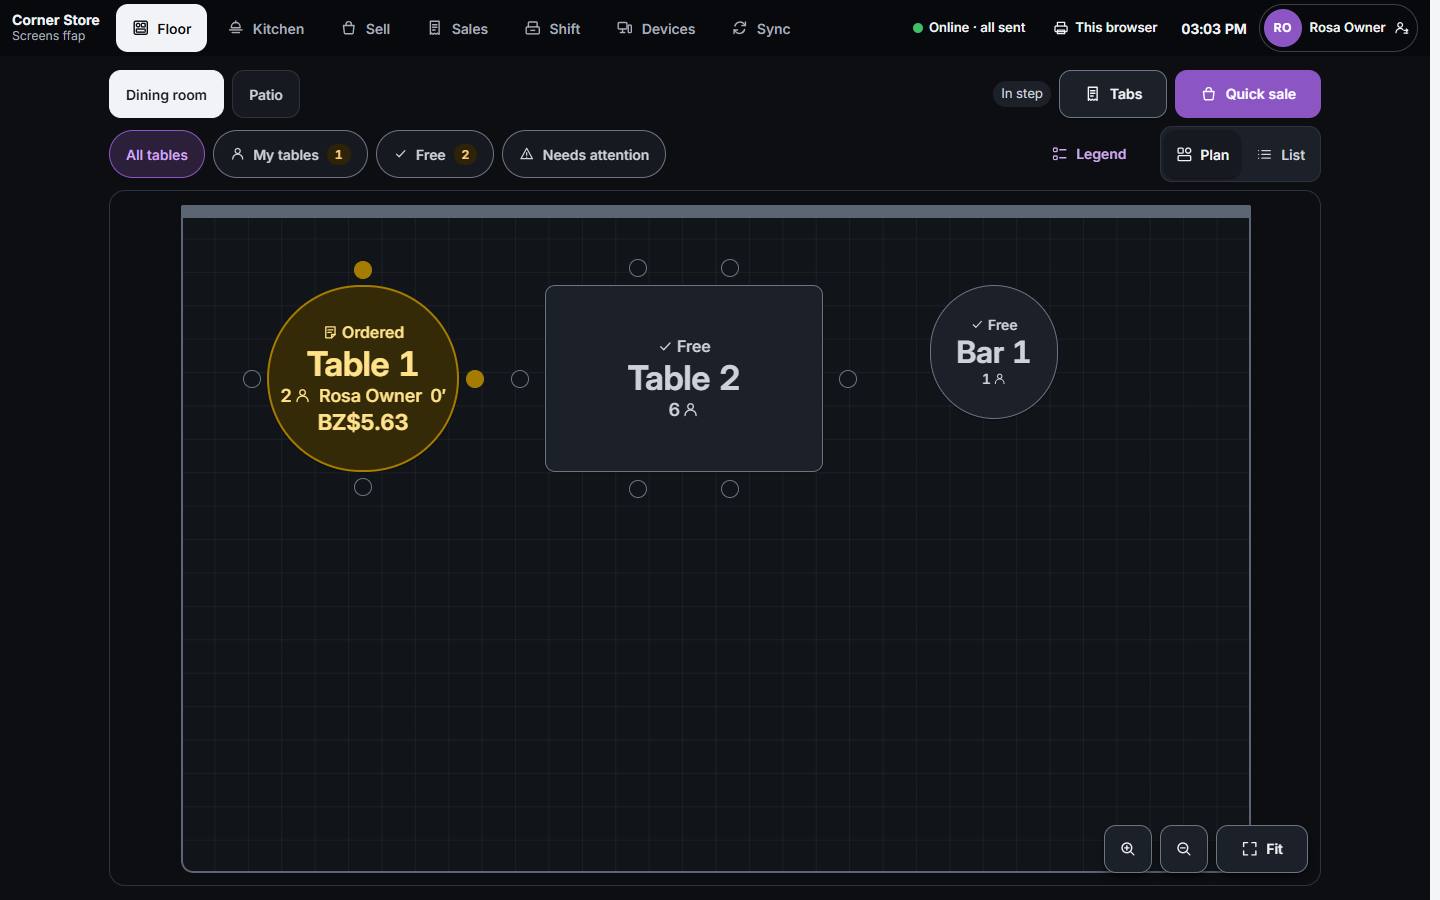 Corner Store
Screens ffap
Floor
Kitchen
Sell
Sales
Shift
Devices
Sync
Online · all sent
This browser
03:03 PM
RO
Rosa Owner
Dining room
Patio
In step
Tabs
Quick sale
All tables
My tables 1
Free 2
Needs attention
Legend
Plan
List
Ordered
Table 1
2 Rosa Owner 0′
BZ$5.63
Free
Table 2
6
Free
Bar 1
1
Fit